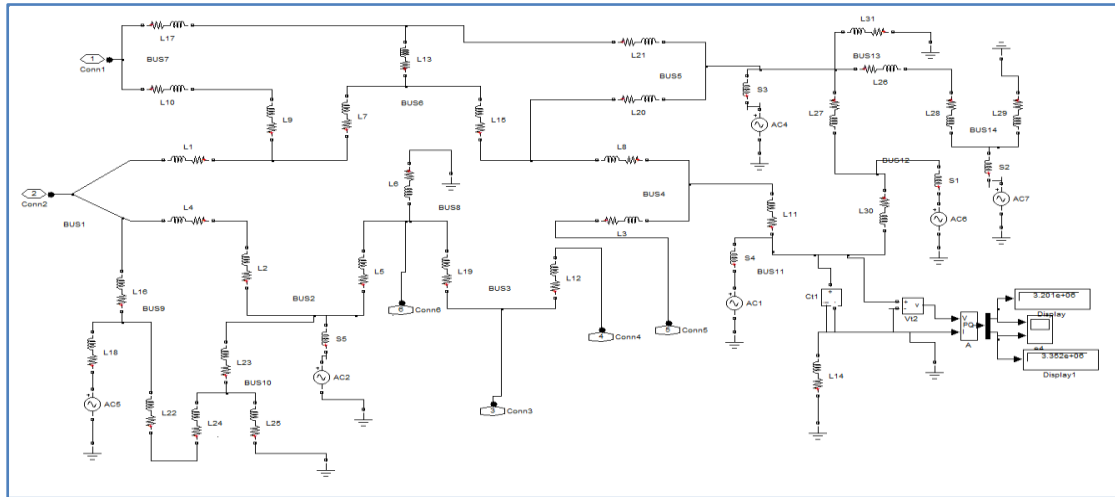 L31
L17
BUS7
1
Conn1
L13
L21
BUS5
BUS13
L26
L10
BUS6
S3
L9
L7
L15
L20
AC4
L27
L28
L29
BUS14
L1
L8
BUS12
S2
2
Conn2
L6
BUS8
BUS4
S1
AC7
BUS1
L4
L3
L11
L30
AC6
L2
L5
L19
BUS3
L12
S4
BUS11
L16
BUS9
BUS2
6
Conn6
AC1
Ct1
Vt2
v
V
PQ
I
A
3.201e+06
Display
4
Conn4
5
Conn5
L18
L23
S5
3.352e+06
Display1
BUS10
AC2
L14
AC5
L22
L24
L25
3
Conn3